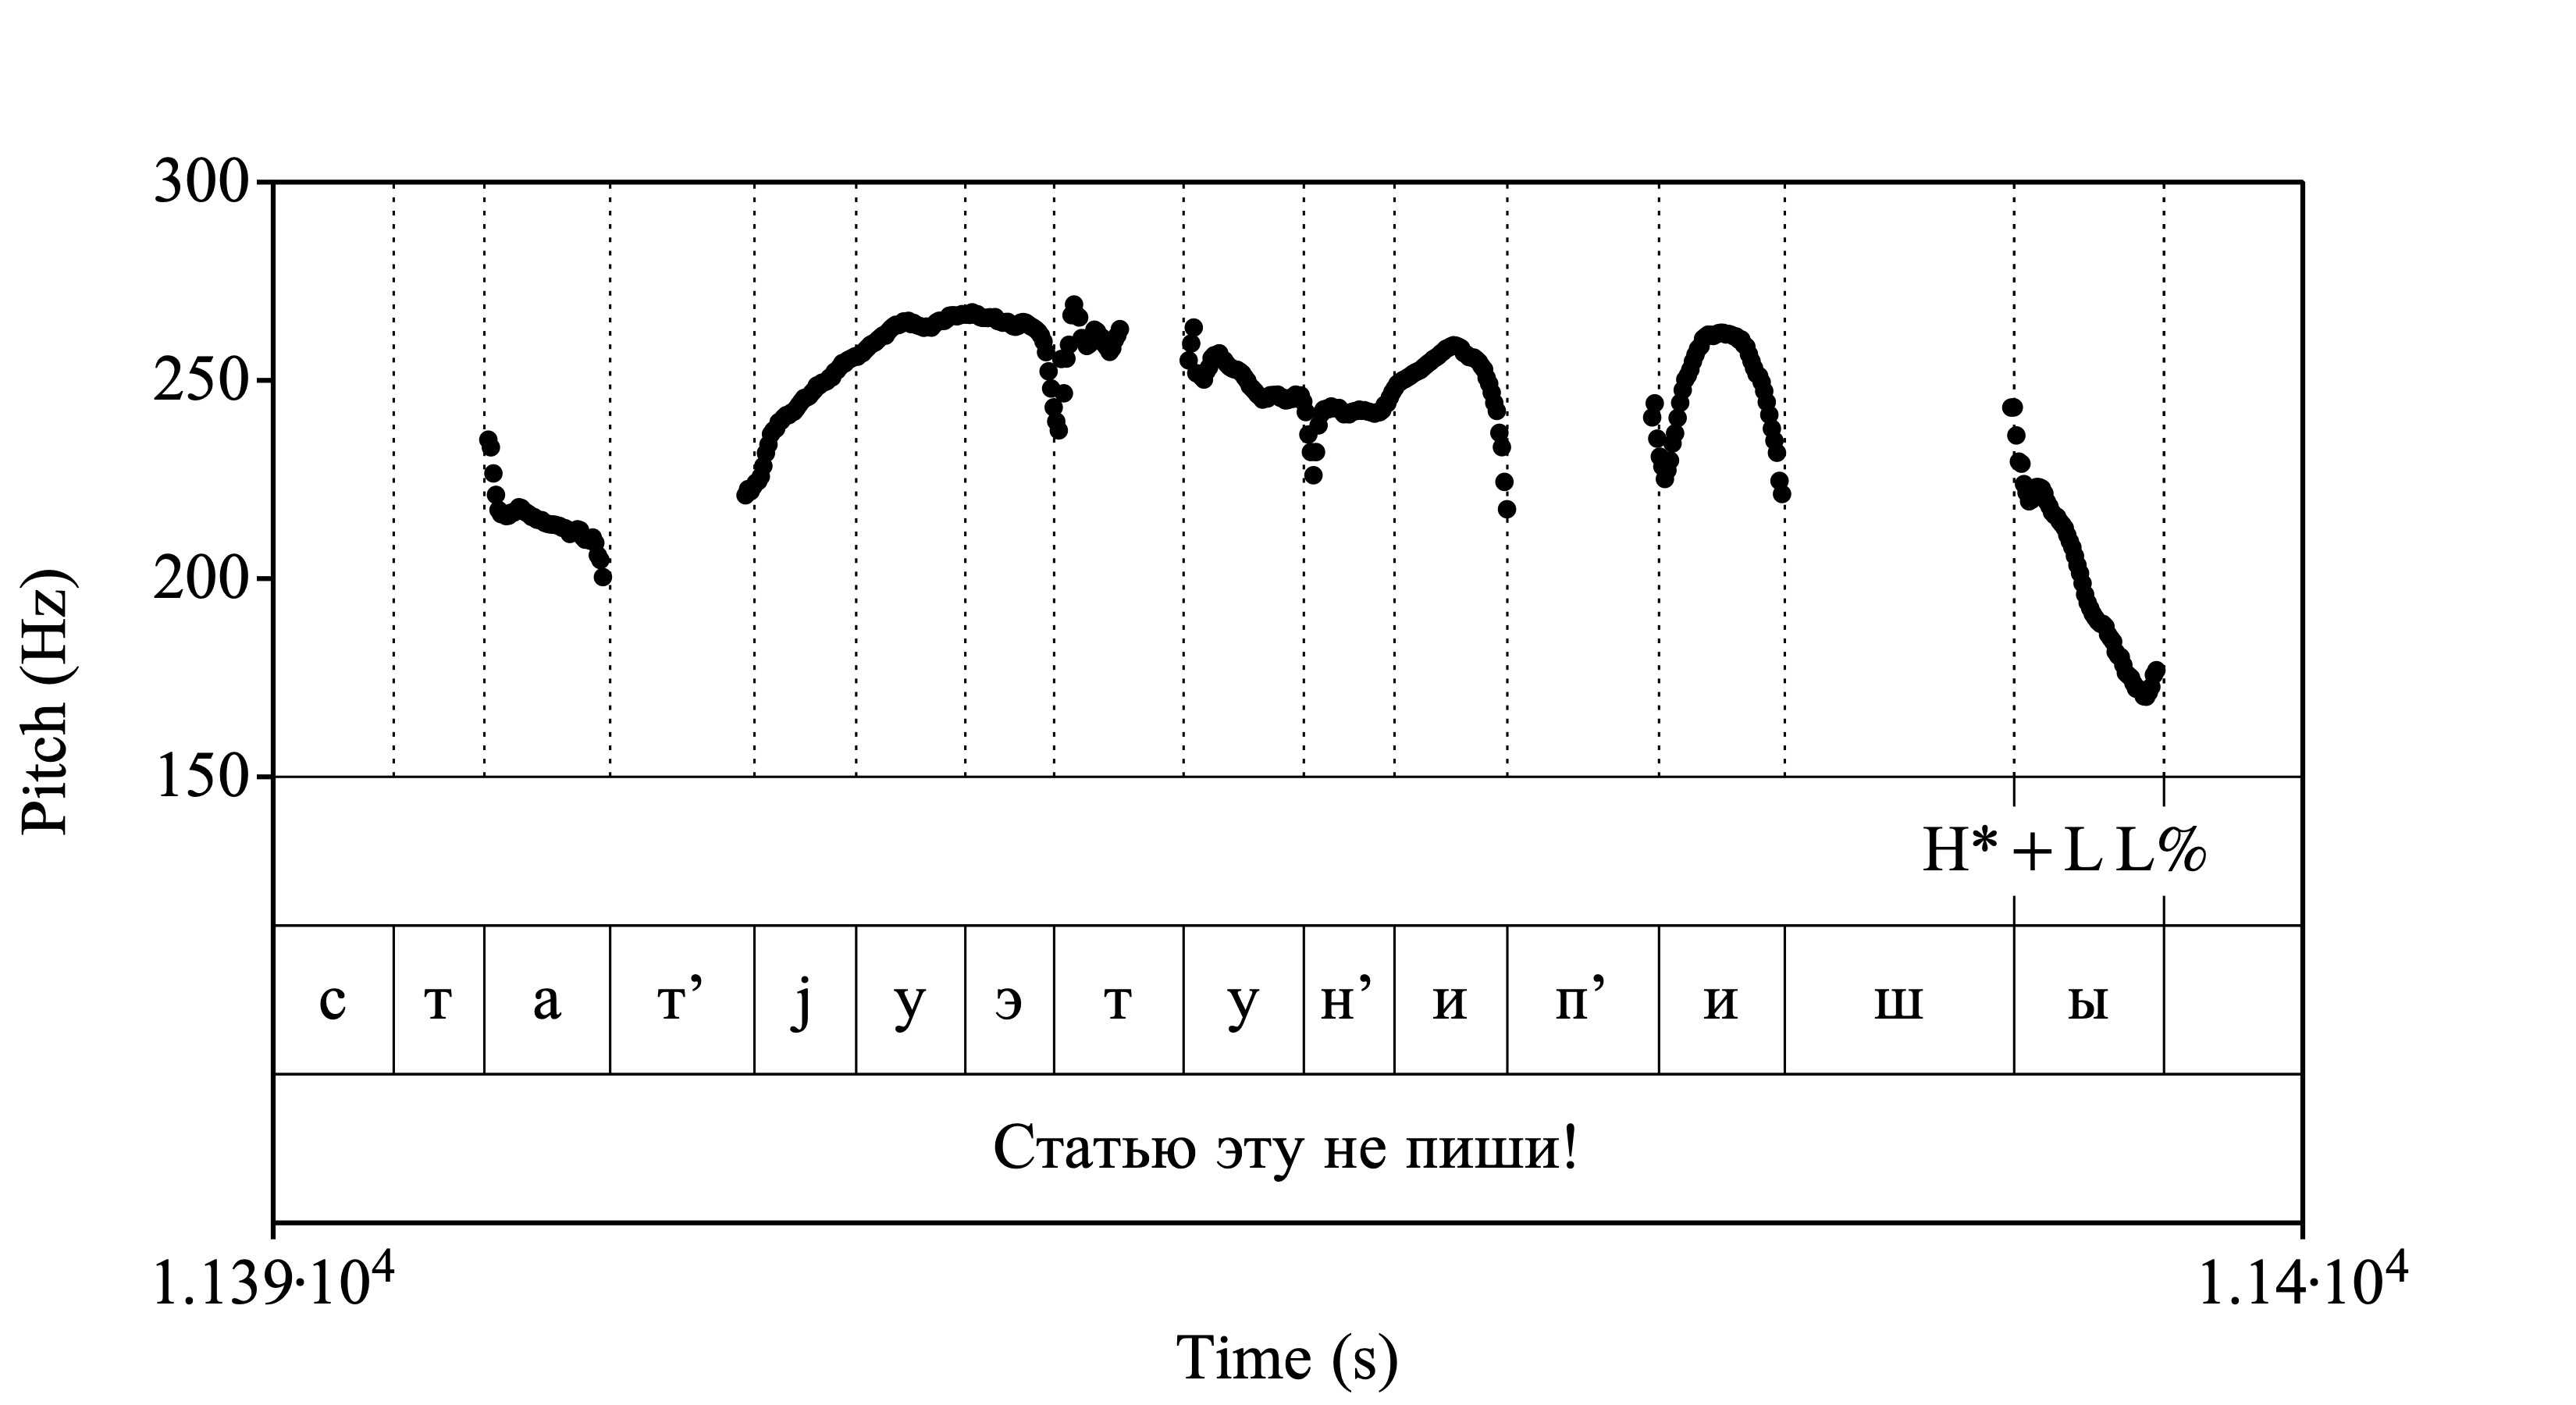 300
250
200
150
Pitch (Hz)
H* + L L%
с т а т’ j у э т у н’ и п’ и ш ы
Статью эту не пиши!
1.139·10⁴ 1.14·10⁴
Time (s)